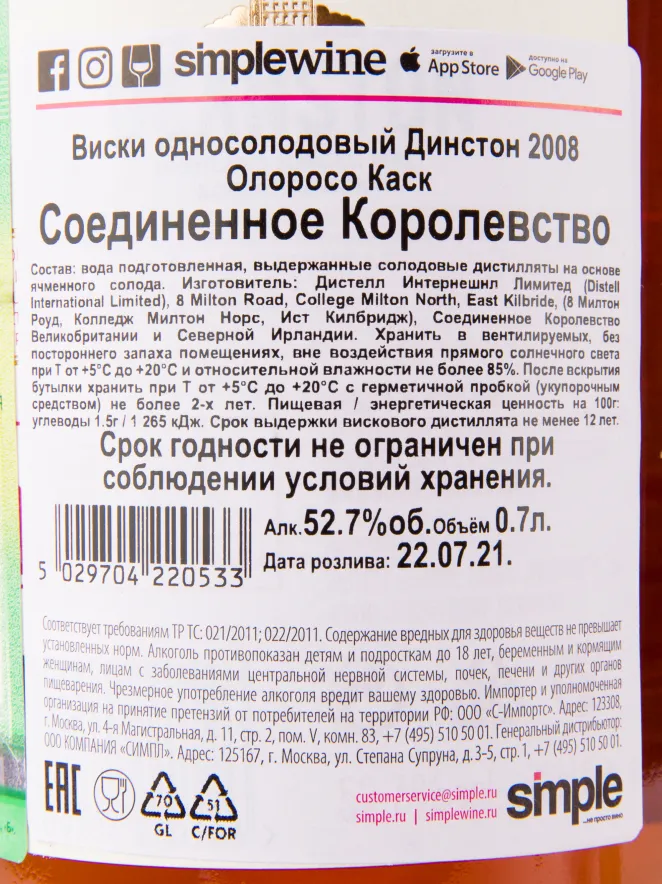 simplewine загрузите в App Store доступно на Google Play
Виски односолодовый Динстон 2008
Олоросо Каск
Соединенное Королевство
Состав: вода подготовленная, выдержанные солодовые дистилляты на основе
ячменного солода. Изготовитель: Дистелл Интернешнл Лимитед (Distell
International Limited), 8 Milton Road, College Milton North, East Kilbride, (8 Милтон
Роуд, Колледж Милтон Норс, Ист Килбридж), Соединенное Королевство
Великобритании и Северной Ирландии. Хранить в вентилируемых, без
постороннего запаха помещениях, вне воздействия прямого солнечного света
при Т от +5°С до +20°С и относительной влажности не более 85%. После вскрытия
бутылки хранить при Т от +5°С до +20°С с герметичной пробкой (укупорочным
средством) не более 2-х лет. Пищевая / энергетическая ценность на 100г:
углеводы 1.5г / 1 265 кДж. Срок выдержки вискового дистиллята не менее 12 лет.
Срок годности не ограничен при
соблюдении условий хранения.
Алк.52.7%об.Объём 0.7л.
Дата розлива: 22.07.21.
5 029704 220533
Соответствует требованиям ТР ТС: 021/2011; 022/2011. Содержание вредных для здоровья веществ не превышает
установленных норм. Алкоголь противопоказан детям и подросткам до 18 лет, беременным и кормящим
женщинам, лицам с заболеваниями центральной нервной системы, почек, печени и других органов
пищеварения. Чрезмерное употребление алкоголя вредит вашему здоровью. Импортер и уполномоченная
организация на принятие претензий от потребителей на территории РФ: ООО «С-Импортс». Адрес: 123308,
г. Москва, ул. 4-я Магистральная, д. 11, стр. 2, пом. V, комн. 83, +7 (495) 510 50 01. Генеральный дистрибьютор:
ООО КОМПАНИЯ «СИМПЛ». Адрес: 125167, г. Москва, ул. Степана Супруна, д.3-5, стр. 1, +7 (495) 510 50 01.
EAC
70
GL
51
C/FOR
customerservice@simple.ru
simple.ru | simplewine.ru
simple
...не просто вино